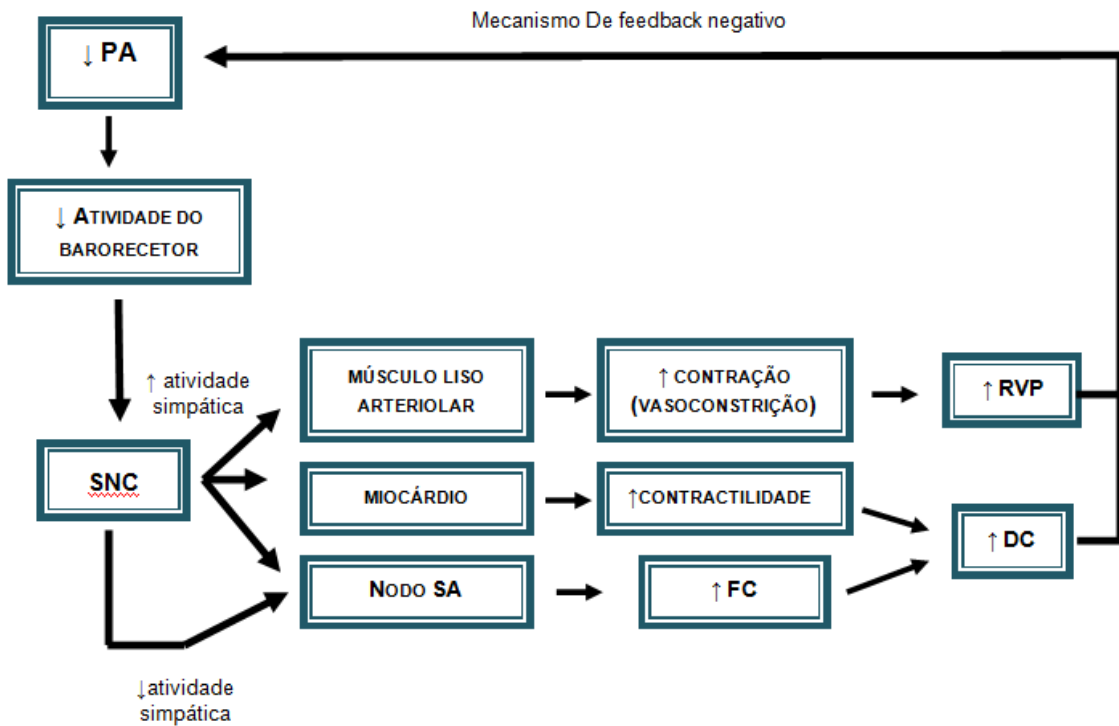 Mecanismo De feedback negativo
↓ PA
↓ ATIVIDADE DO
BARORECETOR
↑ atividade
simpática
SNC
MÚSCULO LISO
ARTERIOLAR
↑ CONTRAÇÃO
(VASOCONSTRIÇÃO)
↑ RVP
MIOCÁRDIO
↑CONTRACTILIDADE
↑ DC
NODO SA
↑ FC
↓atividade
simpática